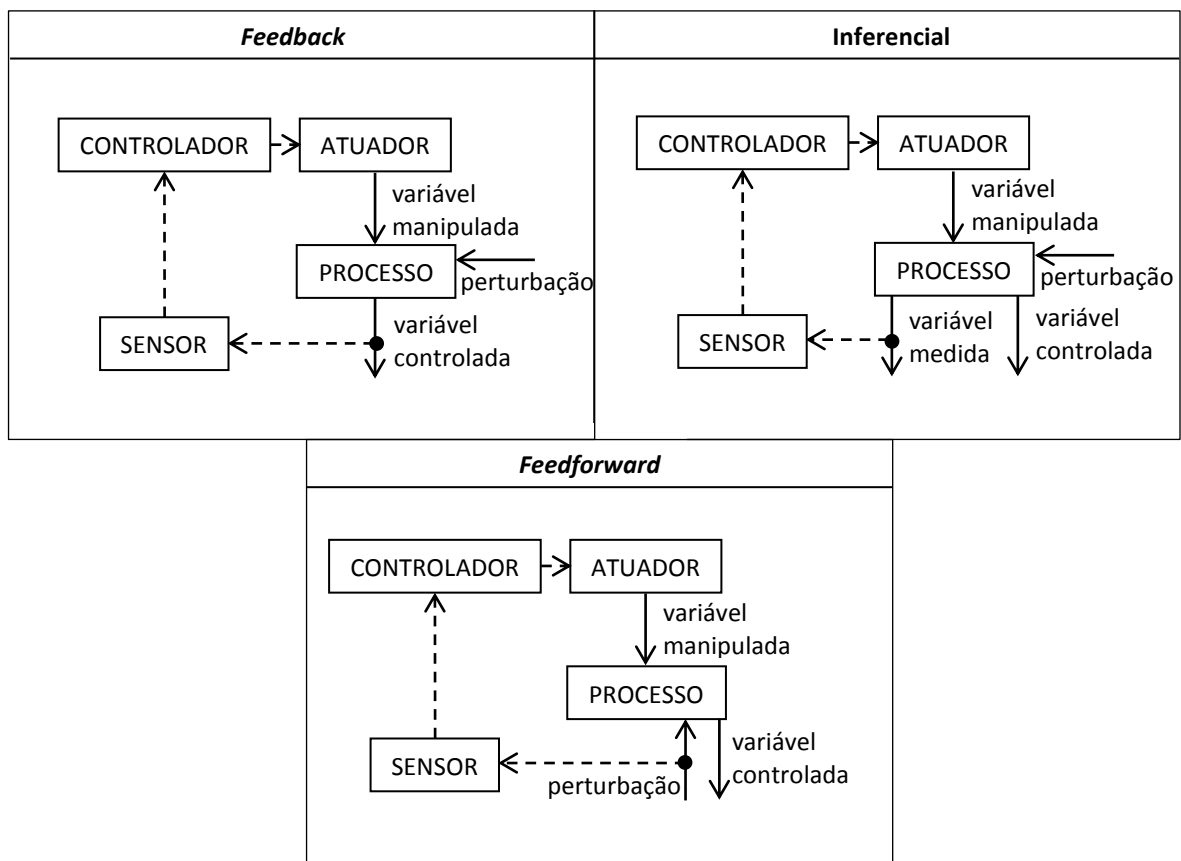 Feedback
CONTROLADOR
ATUADOR
variável
manipulada
PROCESSO
perturbação
SENSOR
variável
controlada
Inferencial
CONTROLADOR
ATUADOR
variável
manipulada
PROCESSO
perturbação
SENSOR
variável
medida
variável
controlada
Feedforward
CONTROLADOR
ATUADOR
variável
manipulada
PROCESSO
SENSOR
perturbação
variável
controlada